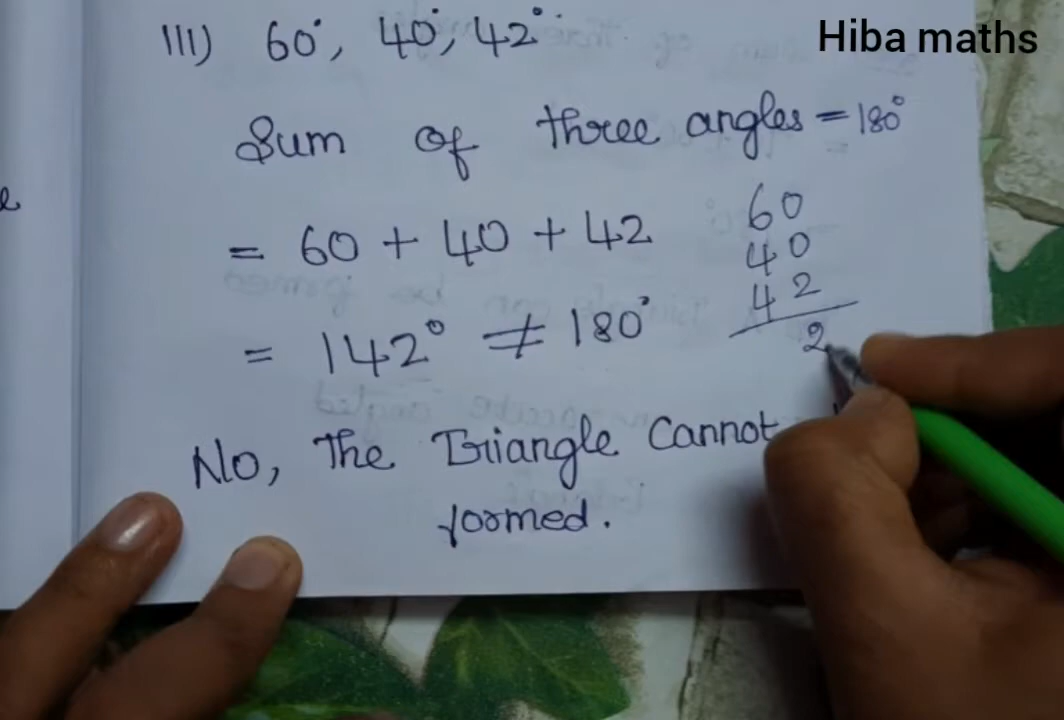 III) 60°, 40°, 42°
Hiba maths
Sum of three angles = 180°
= 60 + 40 + 42
60
40
42
2
= 142° ≠ 180°
No, The Triangle Cannot
formed.